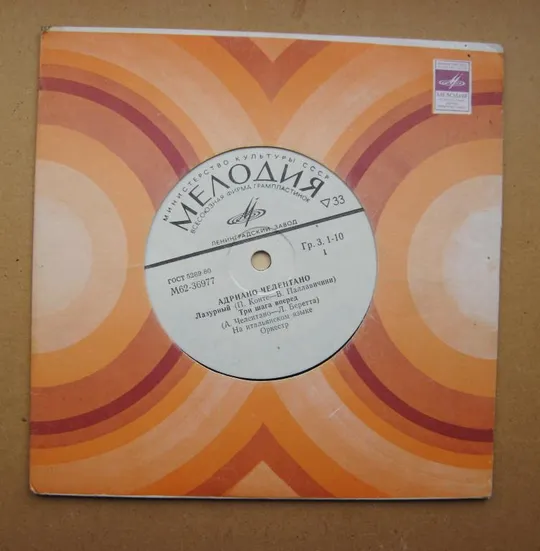 МИНИСТЕРСТВО КУЛЬТУРЫ СССР
МЕЛОДИЯ
ВСЕСОЮЗНАЯ ФИРМА ГРАМПЛАСТИНОК
▽33
ЛЕНИНГРАДСКИЙ ЗАВОД
ГОСТ 5289-80
М62-36977
Гр. 3. 1-10
1
АДРИАНО ЧЕЛЕНТАНО
Лазурный (П. Конте—В. Паллавичини)
Три шага вперед
(А. Челентано—Л. Беретта)
На итальянском языке
Оркестр
МЕЛОДИЯ